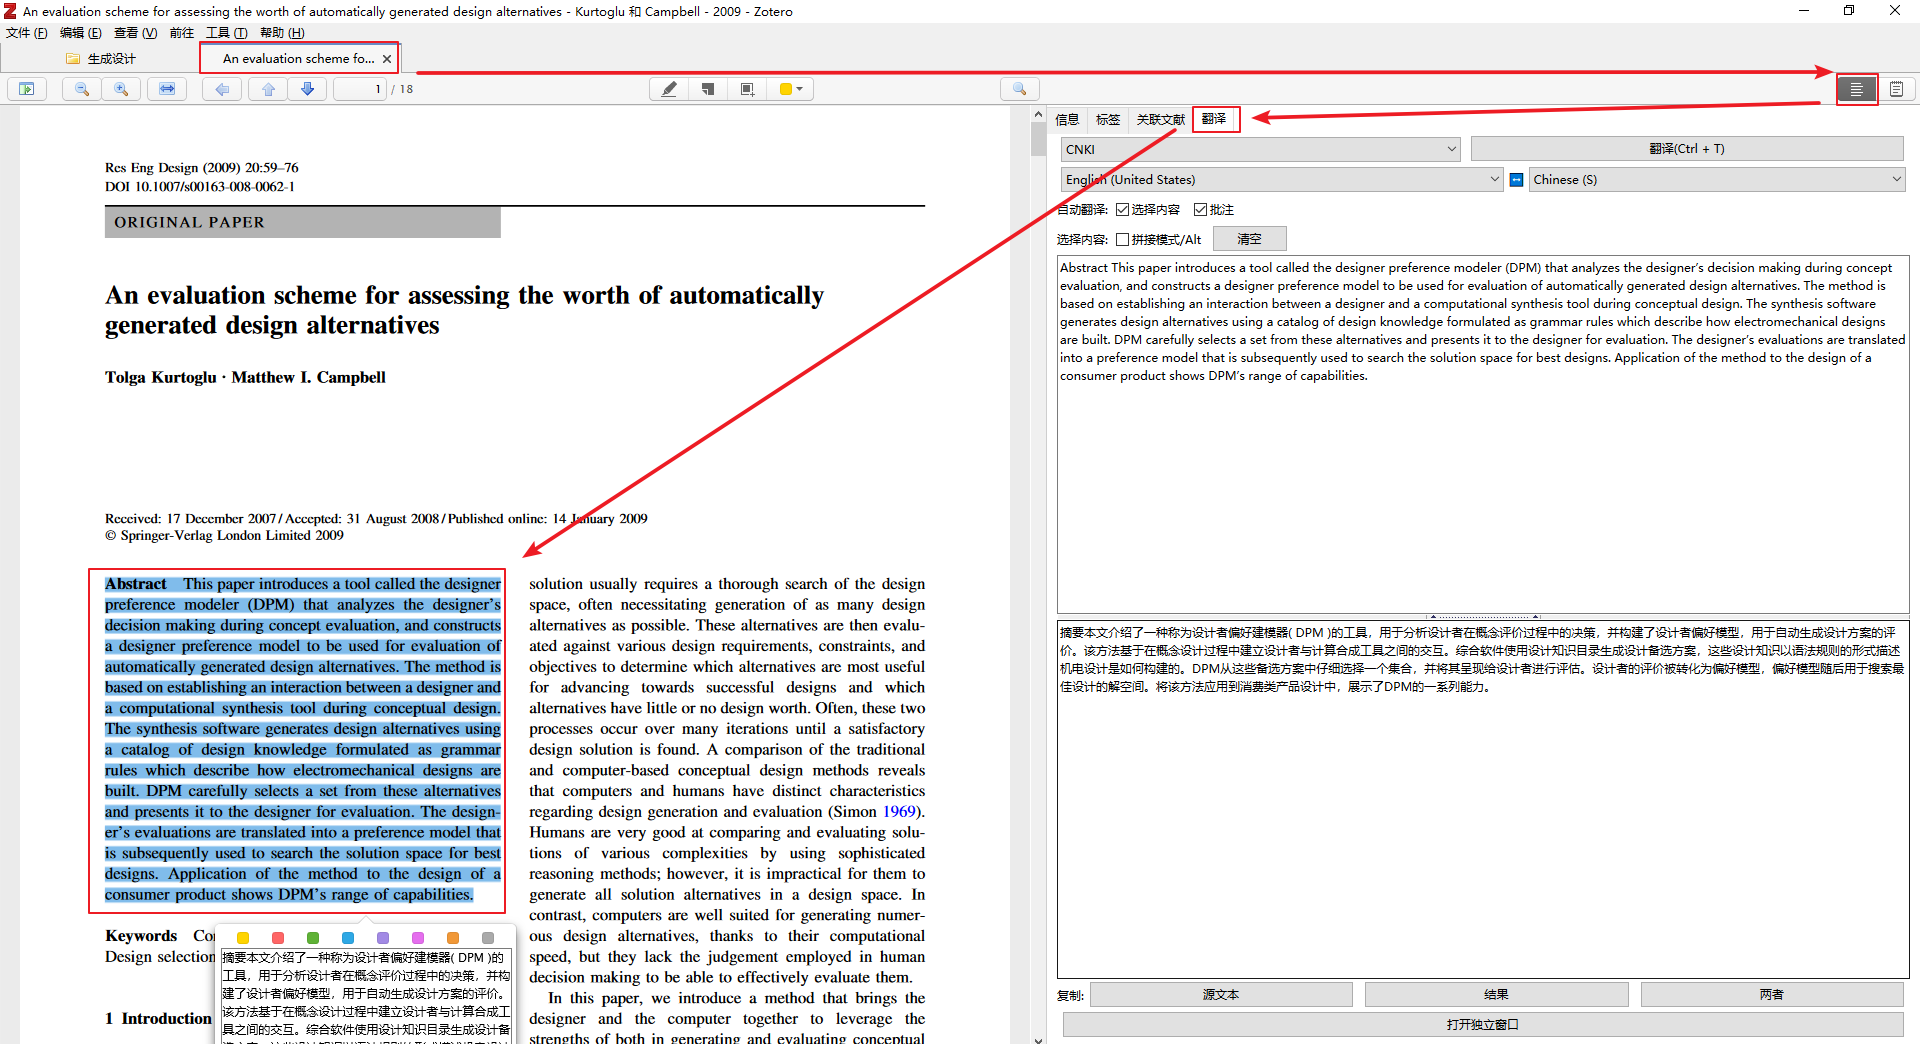 An evaluation scheme for assessing the worth of automatically generated design alternatives - Kurtoglu 和 Campbell - 2009 - Zotero
文件 (F) 编辑 (E) 查看 (V) 前往 工具 (T) 帮助 (H)
生成设计
An evaluation scheme fo...
1 / 18
Res Eng Design (2009) 20:59–76
DOI 10.1007/s00163-008-0062-1
ORIGINAL PAPER
An evaluation scheme for assessing the worth of automatically
generated design alternatives
Tolga Kurtoglu · Matthew I. Campbell
Received: 17 December 2007 / Accepted: 31 August 2008 / Published online: 14 January 2009
© Springer-Verlag London Limited 2009
Abstract This paper introduces a tool called the designer
preference modeler (DPM) that analyzes the designer’s
decision making during concept evaluation, and constructs
a designer preference model to be used for evaluation of
automatically generated design alternatives. The method is
based on establishing an interaction between a designer and
a computational synthesis tool during conceptual design.
The synthesis software generates design alternatives using
a catalog of design knowledge formulated as grammar
rules which describe how electromechanical designs are
built. DPM carefully selects a set from these alternatives
and presents it to the designer for evaluation. The design-
er’s evaluations are translated into a preference model that
is subsequently used to search the solution space for best
designs. Application of the method to the design of a
consumer product shows DPM’s range of capabilities.
Keywords
Design selection
1 Introduction
摘要本文介绍了一种称为设计者偏好建模器( DPM )的
工具，用于分析设计者在概念评价过程中的决策，并构
建了设计者偏好模型，用于自动生成设计方案的评价。
该方法基于在概念设计过程中建立设计者与计算合成工
具之间的交互。综合软件使用设计知识目录生成设计备
solution usually requires a thorough search of the design
space, often necessitating generation of as many design
alternatives as possible. These alternatives are then evalu-
ated against various design requirements, constraints, and
objectives to determine which alternatives are most useful
for advancing towards successful designs and which
alternatives have little or no design worth. Often, these two
processes occur over many iterations until a satisfactory
design solution is found. A comparison of the traditional
and computer-based conceptual design methods reveals
that computers and humans have distinct characteristics
regarding design generation and evaluation (Simon 1969).
Humans are very good at comparing and evaluating solu-
tions of various complexities by using sophisticated
reasoning methods; however, it is impractical for them to
generate all solution alternatives in a design space. In
contrast, computers are well suited for generating numer-
ous design alternatives, thanks to their computational
speed, but they lack the judgement employed in human
decision making to be able to effectively evaluate them.
In this paper, we introduce a method that brings the
designer and the computer together to leverage the
strengths of both in generating and evaluating conceptual
信息 标签 关联文献 翻译
CNKI
翻译(Ctrl + T)
English (United States)
Chinese (S)
自动翻译: 选择内容 批注
选择内容: 拼接模式/Alt 清空
Abstract This paper introduces a tool called the designer preference modeler (DPM) that analyzes the designer’s decision making during concept
evaluation, and constructs a designer preference model to be used for evaluation of automatically generated design alternatives. The method is
based on establishing an interaction between a designer and a computational synthesis tool during conceptual design. The synthesis software
generates design alternatives using a catalog of design knowledge formulated as grammar rules which describe how electromechanical designs
are built. DPM carefully selects a set from these alternatives and presents it to the designer for evaluation. The designer’s evaluations are translated
into a preference model that is subsequently used to search the solution space for best designs. Application of the method to the design of a
consumer product shows DPM’s range of capabilities.
摘要本文介绍了一种称为设计者偏好建模器( DPM )的工具，用于分析设计者在概念评价过程中的决策，并构建了设计者偏好模型，用于自动生成设计方案的评
价。该方法基于在概念设计过程中建立设计者与计算合成工具之间的交互。综合软件使用设计知识目录生成设计备选方案，这些设计知识以语法规则的形式描述
机电设计是如何构建的。DPM从这些备选方案中仔细选择一个集合，并将其呈现给设计者进行评估。设计者的评价被转化为偏好模型，偏好模型随后用于搜索最
佳设计的解空间。将该方法应用到消费类产品设计中，展示了DPM的一系列能力。
复制: 源文本 结果 两者
打开独立窗口